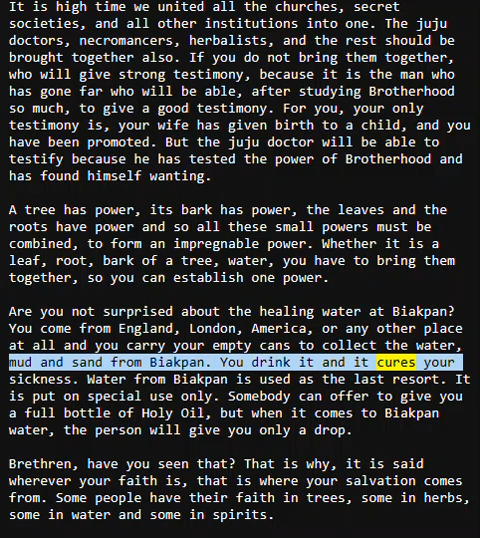 It is high time we united all the churches, secret
societies, and all other institutions into one. The juju
doctors, necromancers, herbalists, and the rest should be
brought together also. If you do not bring them together,
who will give strong testimony, because it is the man who
has gone far who will be able, after studying Brotherhood
so much, to give a good testimony. For you, your only
testimony is, your wife has given birth to a child, and you
have been promoted. But the juju doctor will be able to
testify because he has tested the power of Brotherhood and
has found himself wanting.

A tree has power, its bark has power, the leaves and the
roots have power and so all these small powers must be
combined, to form an impregnable power. Whether it is a
leaf, root, bark of a tree, water, you have to bring them
together, so you can establish one power.

Are you not surprised about the healing water at Biakpan?
You come from England, London, America, or any other place
at all and you carry your empty cans to collect the water,
mud and sand from Biakpan. You drink it and it cures your
sickness. Water from Biakpan is used as the last resort. It
is put on special use only. Somebody can offer to give you
a full bottle of Holy Oil, but when it comes to Biakpan
water, the person will give you only a drop.

Brethren, have you seen that? That is why, it is said
wherever your faith is, that is where your salvation comes
from. Some people have their faith in trees, some in herbs,
some in water and some in spirits.